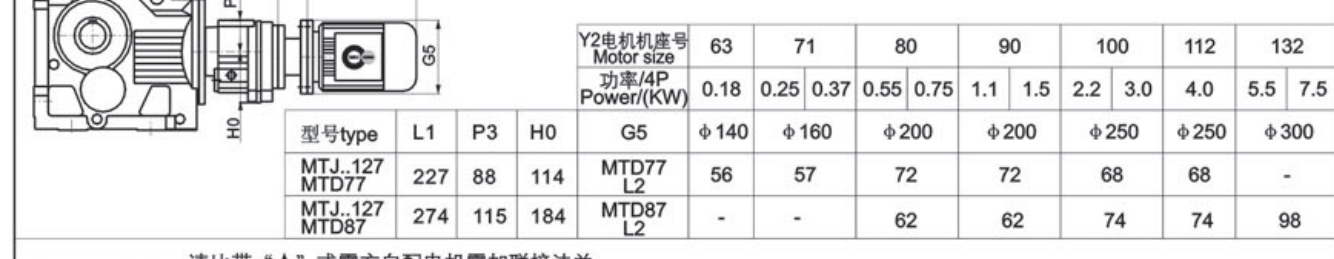 G5
H0
Y2电机机座号 63 71 80 90 100 112 132
Motor size
功率/4P 0.18 0.25 0.37 0.55 0.75 1.1 1.5 2.2 3.0 4.0 5.5 7.5
Power/(KW)
型号type L1 P3 H0 G5 φ140 φ160 φ200 φ200 φ250 φ250 φ300
MTJ..127 227 88 114 MTD77 56 57 72 72 68 68 -
MTD77 L2
MTJ..127 274 115 184 MTD87 - - 62 62 74 74 98
MTD87 L2